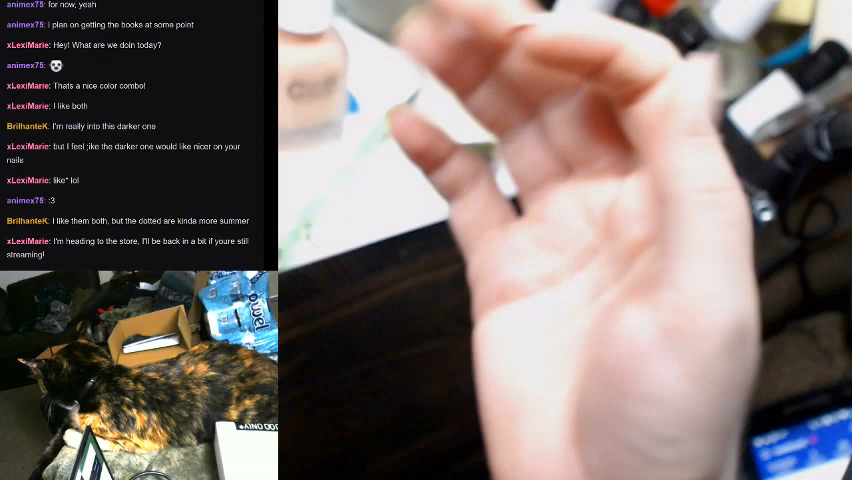 animex75: for now, yeah
animex75: i plan on getting the books at some point
xLexiMarie: Hey! What are we doin today?
animex75:
xLexiMarie: Thats a nice color combo!
xLexiMarie: I like both
BrilhanteK: I'm really into this darker one
xLexiMarie: but I feel ;ike the darker one would like nicer on your
nails
xLexiMarie: like* lol
animex75: :3
BrilhanteK: I like them both, but the dotted are kinda more summer
xLexiMarie: I'm heading to the store, I'll be back in a bit if youre still
streaming!